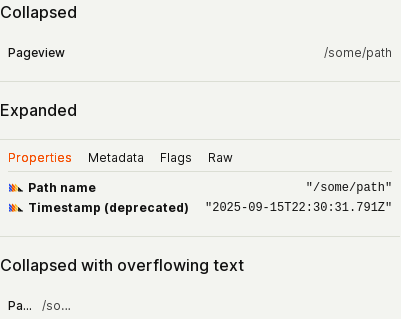 Collapsed
Pageview /some/path
Expanded
Properties Metadata Flags Raw
Path name "/some/path"
Timestamp (deprecated) "2025-09-15T22:30:31.791Z"
Collapsed with overflowing text
Pa... /so...